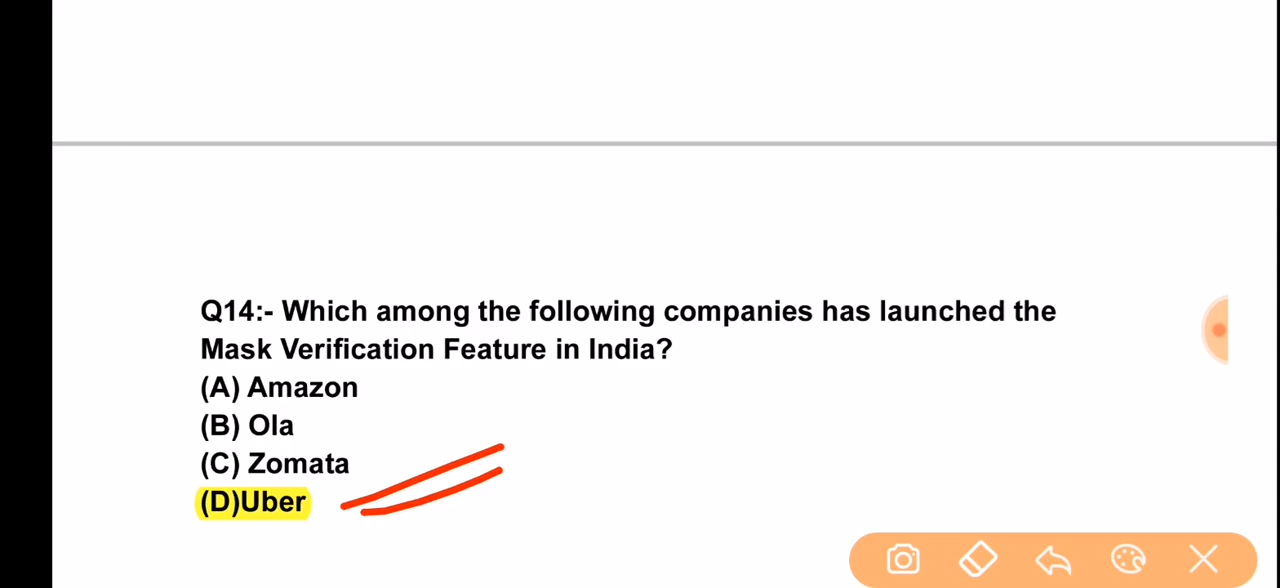 Q14:- Which among the following companies has launched the
Mask Verification Feature in India?
(A) Amazon
(B) Ola
(C) Zomata
(D)Uber